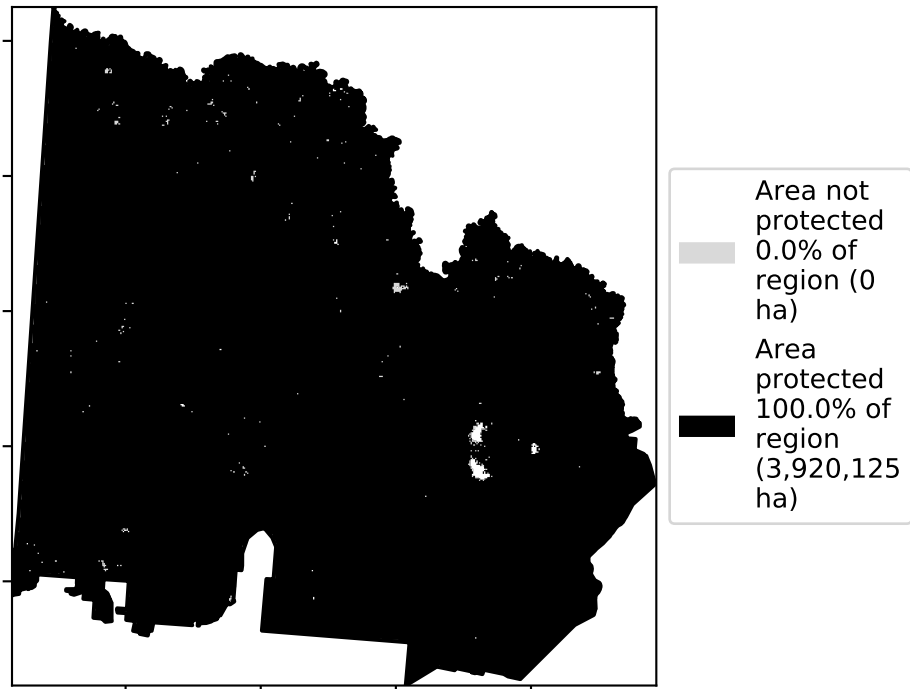 Area not
protected
0.0% of
region (0
ha)
Area
protected
100.0% of
region
(3,920,125
ha)